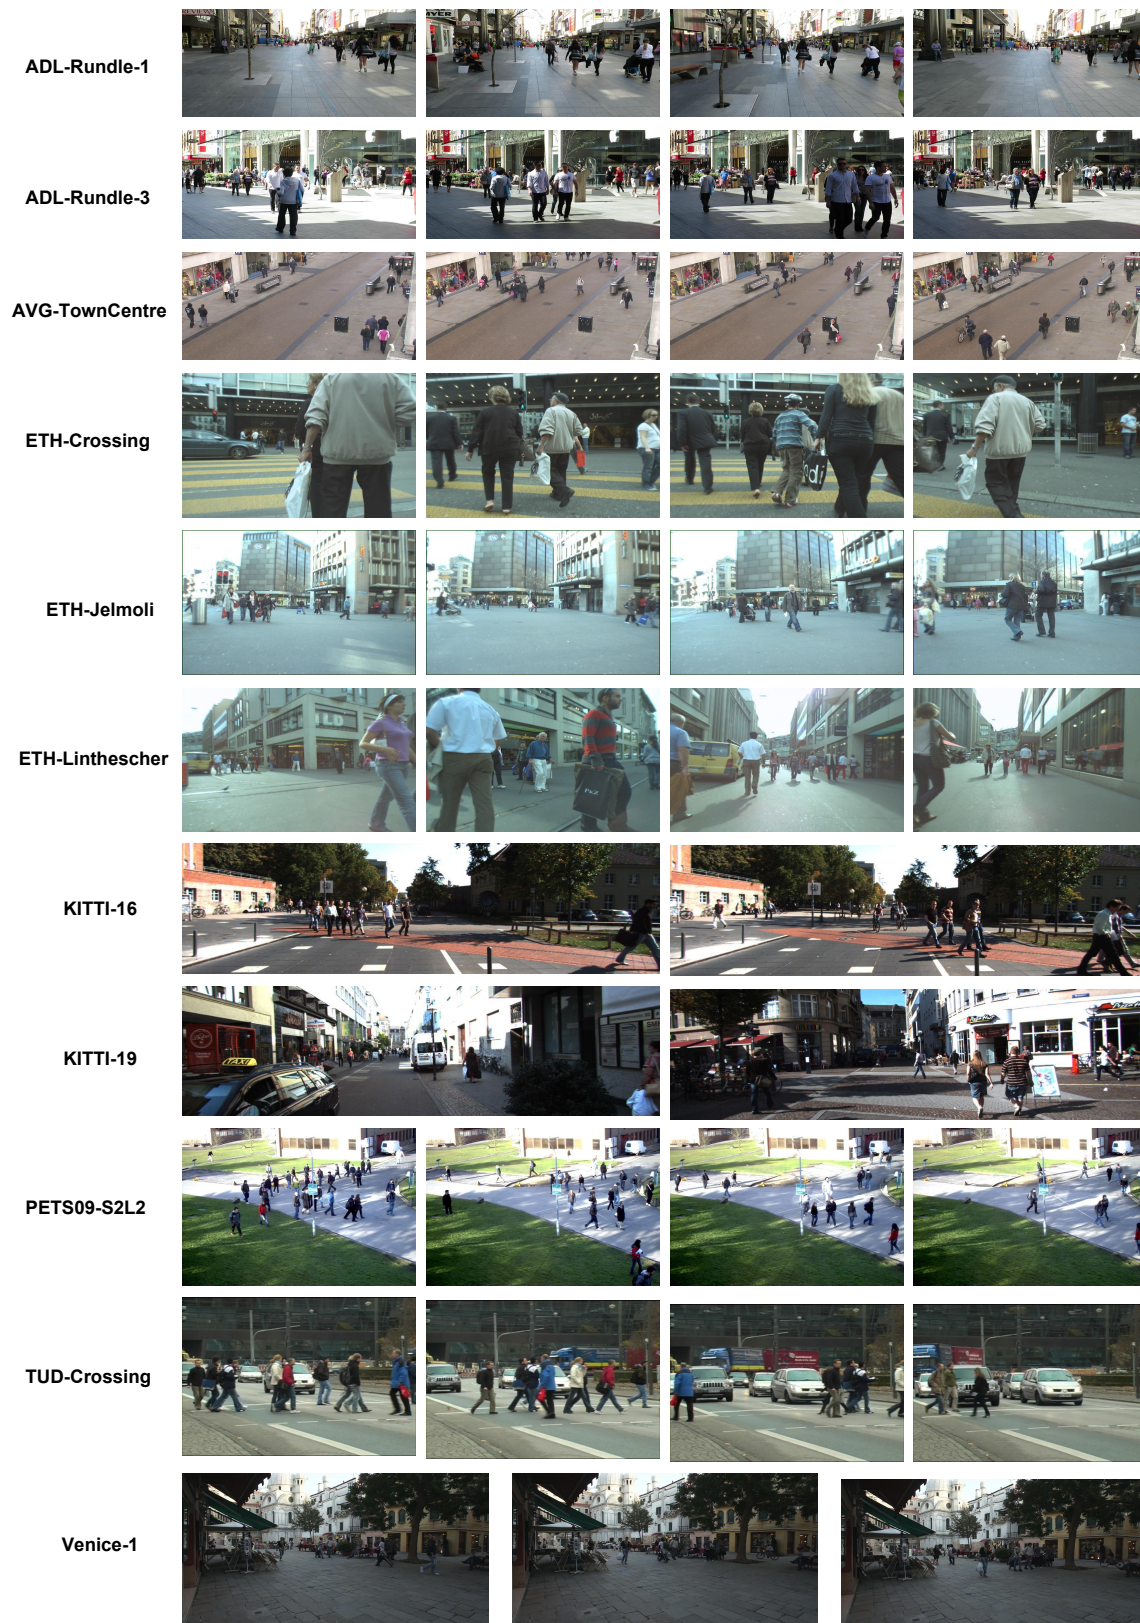 ADL-Rundle-1
ADL-Rundle-3
AVG-TownCentre
ETH-Crossing
ETH-Jelmoli
ETH-Linthescher
KITTI-16
KITTI-19
TAXI
PETS09-S2L2
TUD-Crossing
Venice-1